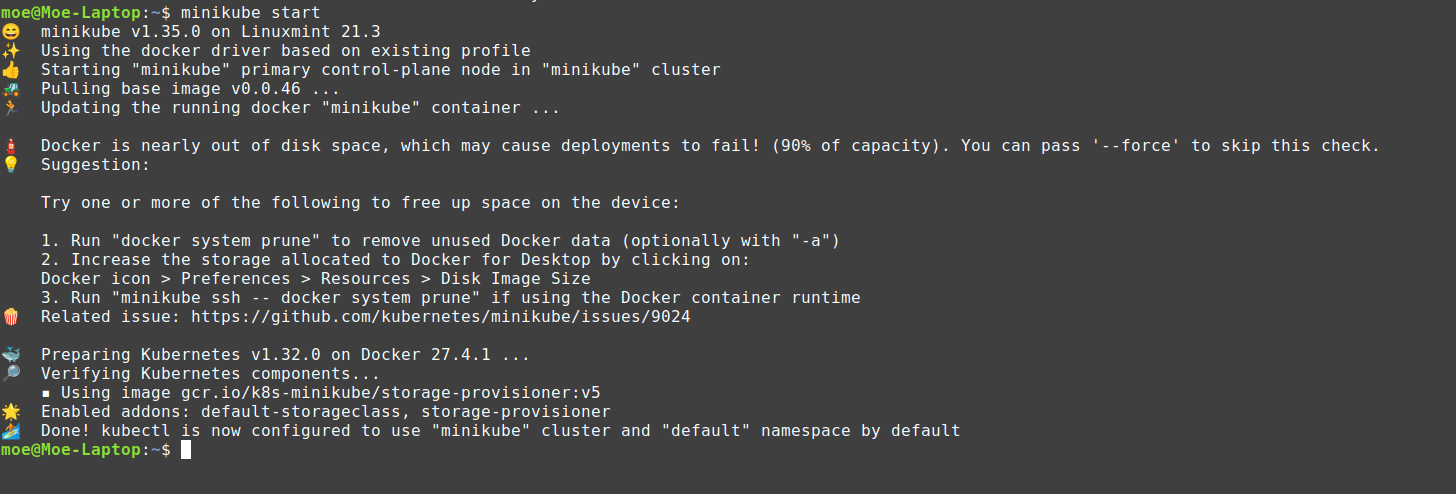 moe@Moe-Laptop:~$ minikube start
😄  minikube v1.35.0 on Linuxmint 21.3
✨  Using the docker driver based on existing profile
👍  Starting "minikube" primary control-plane node in "minikube" cluster
🚜  Pulling base image v0.0.46 ...
🏃  Updating the running docker "minikube" container ...

🧯  Docker is nearly out of disk space, which may cause deployments to fail! (90% of capacity). You can pass '--force' to skip this check.
💡  Suggestion:

    Try one or more of the following to free up space on the device:

    1. Run "docker system prune" to remove unused Docker data (optionally with "-a")
    2. Increase the storage allocated to Docker for Desktop by clicking on:
    Docker icon > Preferences > Resources > Disk Image Size
    3. Run "minikube ssh -- docker system prune" if using the Docker container runtime
🍿  Related issue: https://github.com/kubernetes/minikube/issues/9024

🐳  Preparing Kubernetes v1.32.0 on Docker 27.4.1 ...
🔎  Verifying Kubernetes components...
    ▪ Using image gcr.io/k8s-minikube/storage-provisioner:v5
🌟  Enabled addons: default-storageclass, storage-provisioner
🏄  Done! kubectl is now configured to use "minikube" cluster and "default" namespace by default
moe@Moe-Laptop:~$